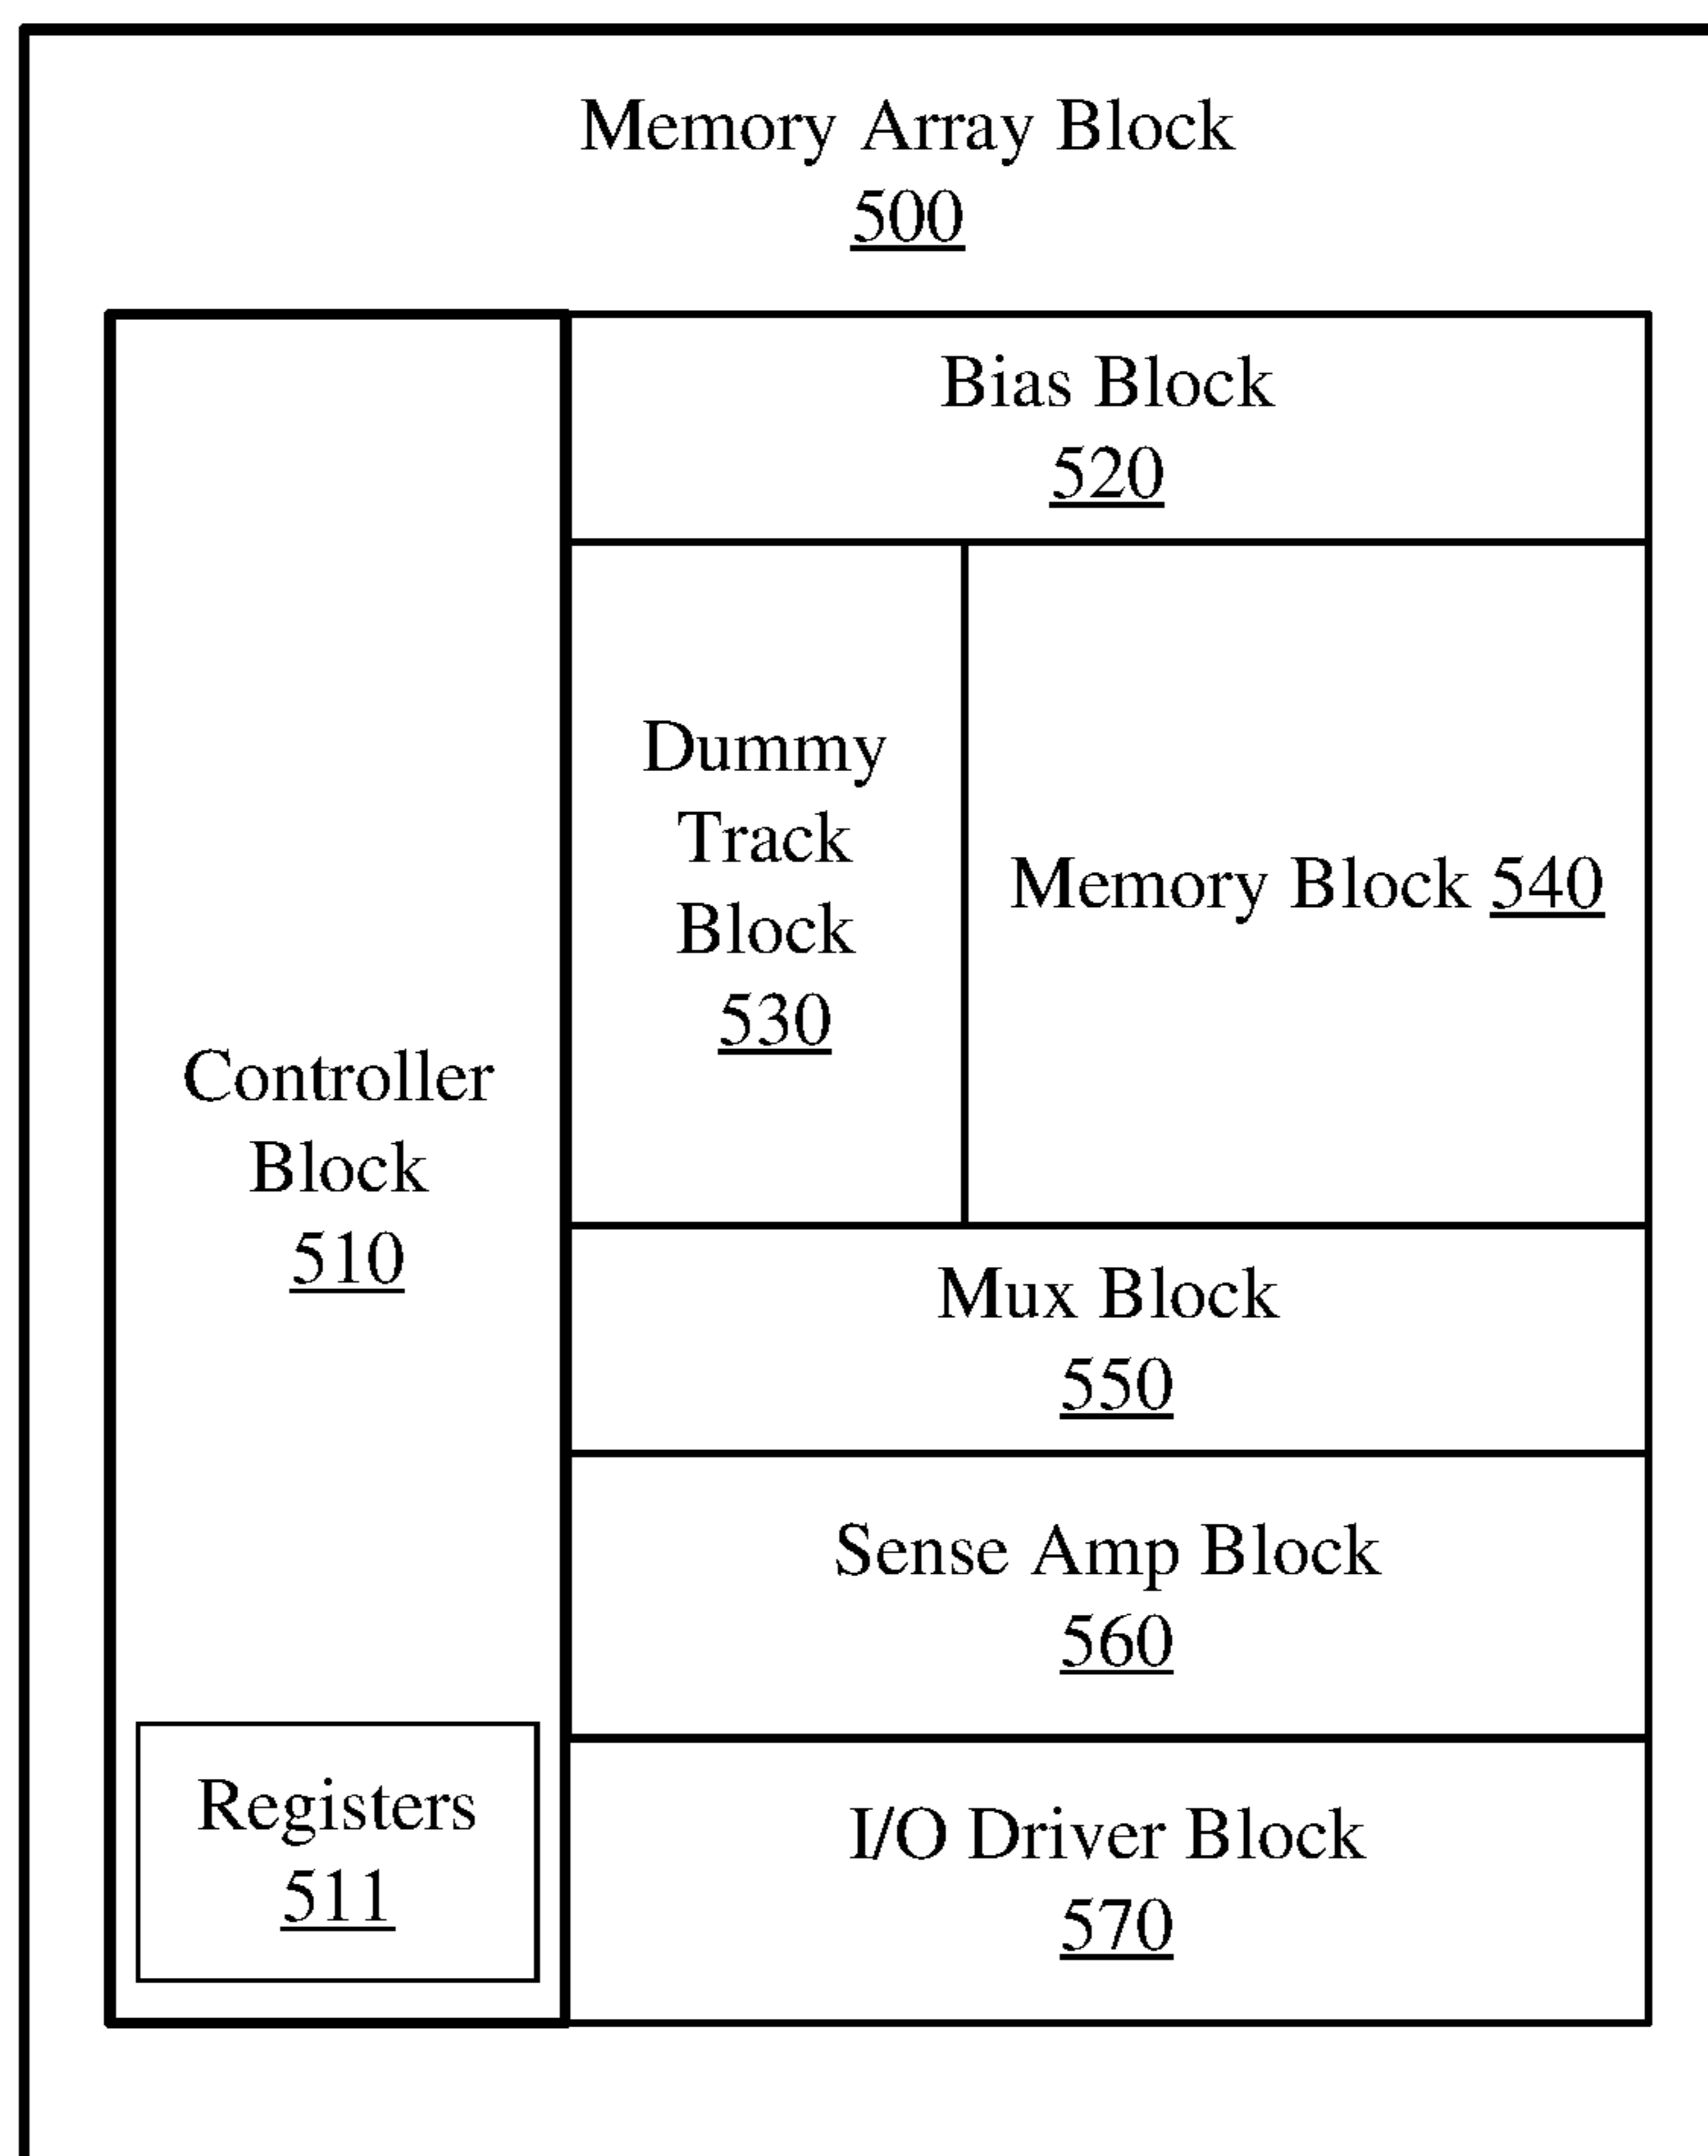 Memory Array Block
500
Bias Block
520
Dummy
Track
Block
530
Memory Block 540
Controller
Block
510
Mux Block
550
Sense Amp Block
560
Registers
511
I/O Driver Block
570